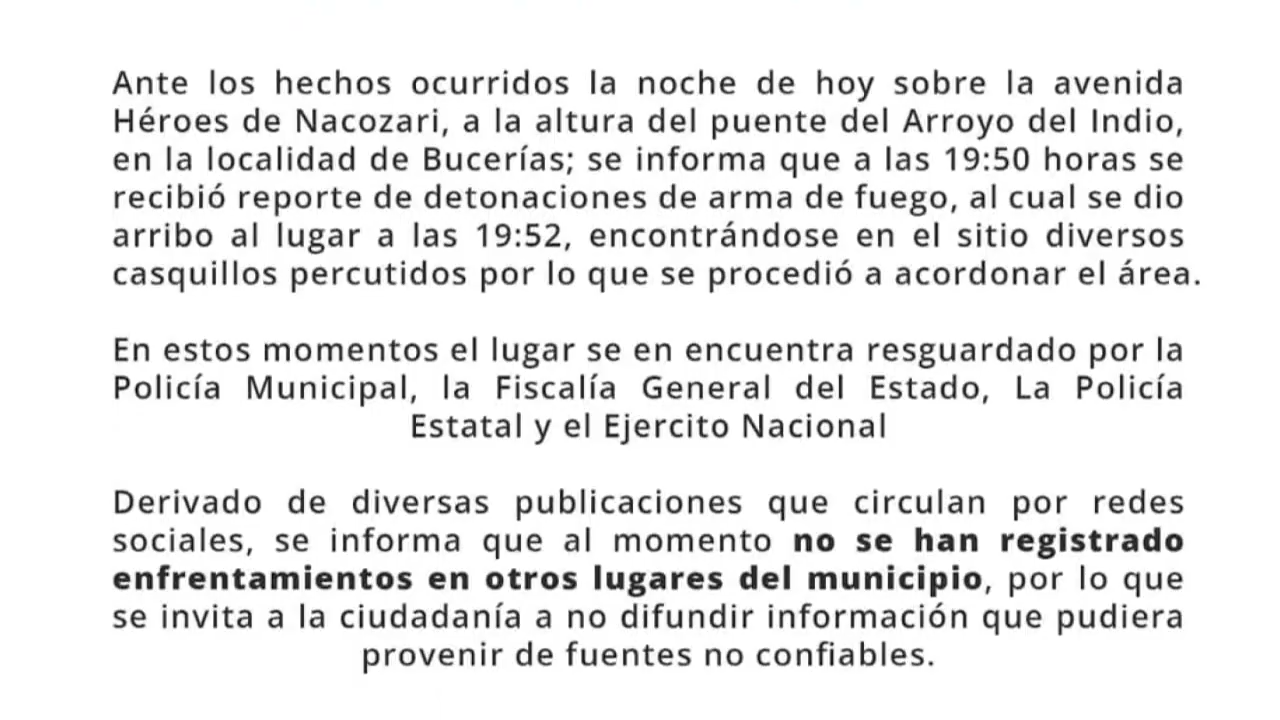 Ante los hechos ocurridos la noche de hoy sobre la avenida
Héroes de Nacozari, a la altura del puente del Arroyo del Indio,
en la localidad de Bucerías; se informa que a las 19:50 horas se
recibió reporte de detonaciones de arma de fuego, al cual se dio
arribo al lugar a las 19:52, encontrándose en el sitio diversos
casquillos percutidos por lo que se procedió a acordonar el área.
En estos momentos el lugar se en encuentra resguardado por la
Policía Municipal, la Fiscalía General del Estado, La Policía
Estatal y el Ejercito Nacional
Derivado de diversas publicaciones que circulan por redes
sociales, se informa que al momento no se han registrado
enfrentamientos en otros lugares del municipio, por lo que
se invita a la ciudadanía a no difundir información que pudiera
provenir de fuentes no confiables.